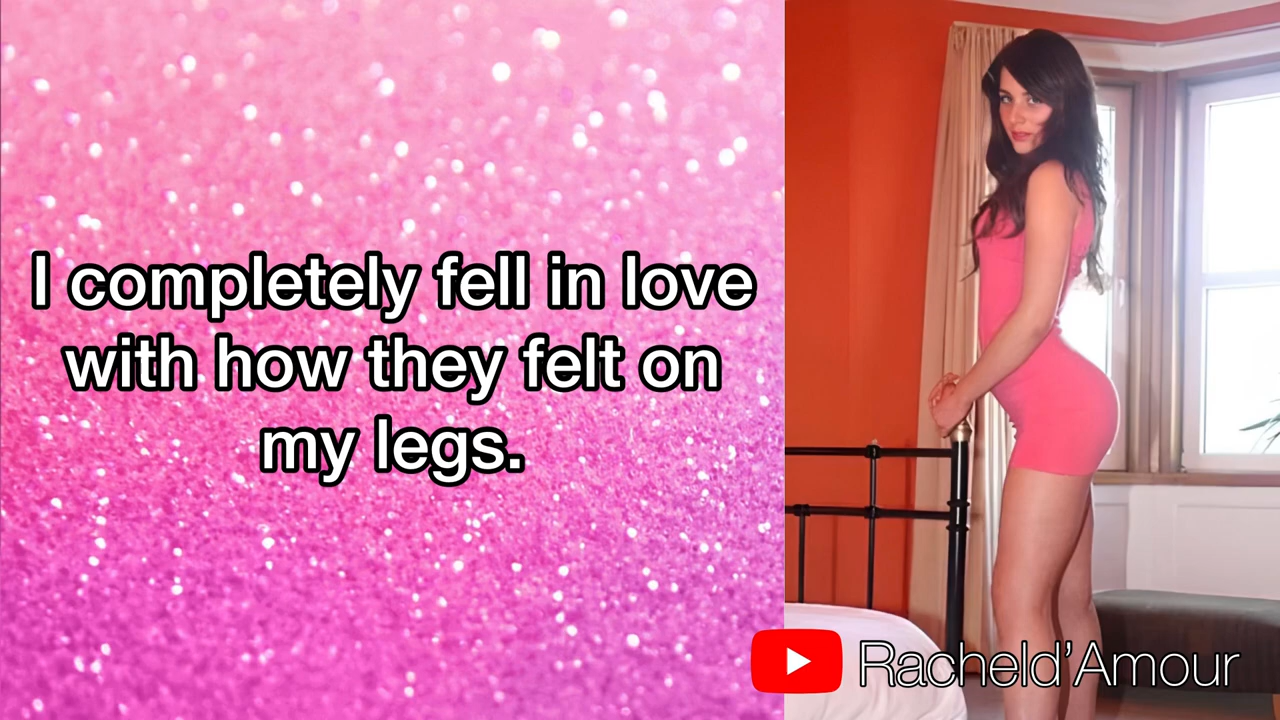 I completely fell in love
with how they felt on
my legs.
Racheld’Amour